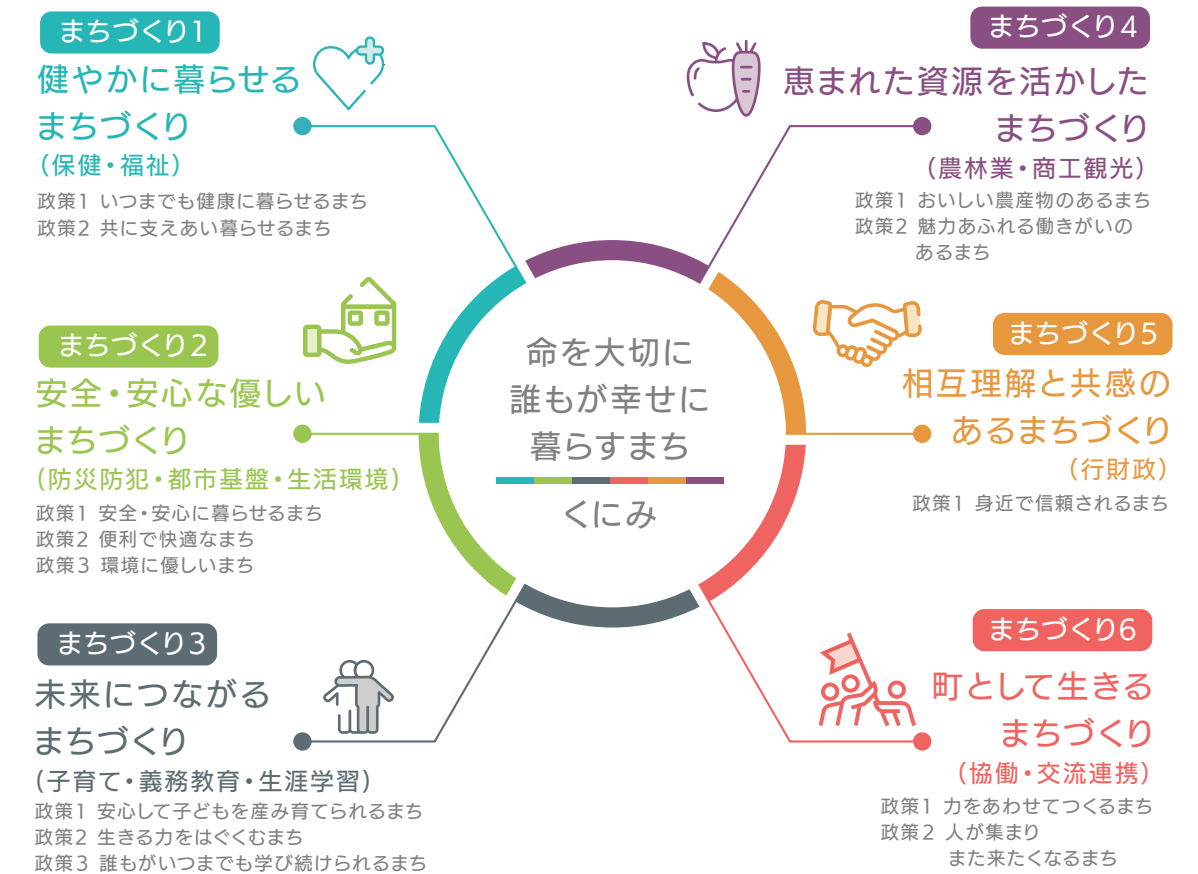 まちづくり1
健やかに暮らせる
まちづくり
(保健・福祉)
政策1 いつまでも健康に暮らせるまち
政策2 共に支えあい暮らせるまち
まちづくり2
安全・安心な優しい
まちづくり
(防災防犯・都市基盤・生活環境)
政策1 安全・安心に暮らせるまち
政策2 便利で快適なまち
政策3 環境に優しいまち
まちづくり3
未来につながる
まちづくり
(子育て・義務教育・生涯学習)
政策1 安心して子どもを産み育てられるまち
政策2 生きる力をはぐくむまち
政策3 誰もがいつまでも学び続けられるまち
命を大切に
誰もが幸せに
暮らすまち
くにみ
まちづくり4
恵まれた資源を活かした
まちづくり
(農林業・商工観光)
政策1 おいしい農産物のあるまち
政策2 魅力あふれる働きがいの
あるまち
まちづくり5
相互理解と共感の
あるまちづくり
(行財政)
政策1 身近で信頼されるまち
まちづくり6
町として生きる
まちづくり
(協働・交流連携)
政策1 力をあわせてつくるまち
政策2 人が集まり
また来たくなるまち